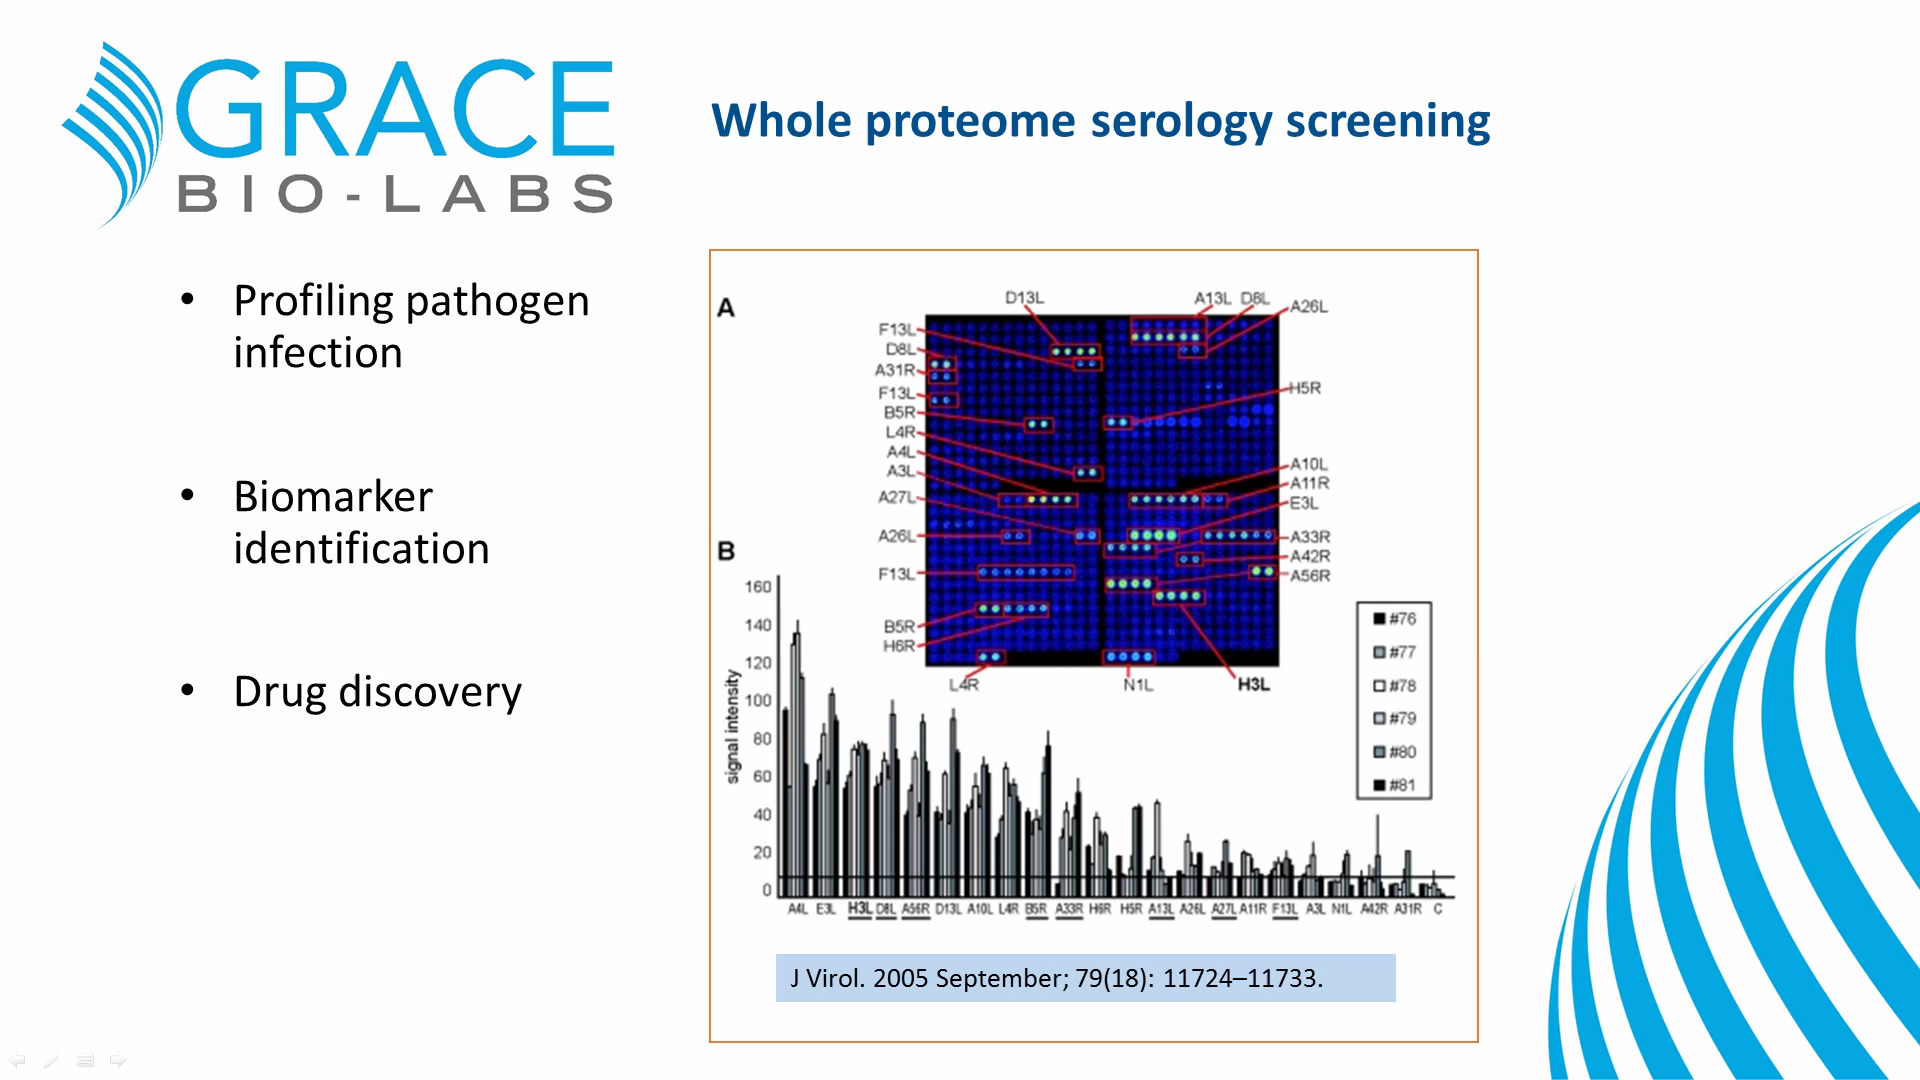 GRACE
BIO-LABS
Whole proteome serology screening
• Profiling pathogen
infection
• Biomarker
identification
• Drug discovery
A
D13L
A13L D8L
A26L
F13L
D8L
A31R
F13L
B5R
L4R
A4L
A3L
A27L
A26L
F13L
B5R
H6R
L4R
N1L
H3L
H5R
A10L
A11R
E3L
A33R
A42R
A56R
B
signal intensity
160
140
120
100
80
60
40
20
0
A4L E3L H3L D8L A56R D13L A10L L4R B5R A33R H6R H5R A13L A26L A27L A11R F13L A3L N1L A42R A31R C
#76
#77
#78
#79
#80
#81
J Virol. 2005 September; 79(18): 11724–11733.